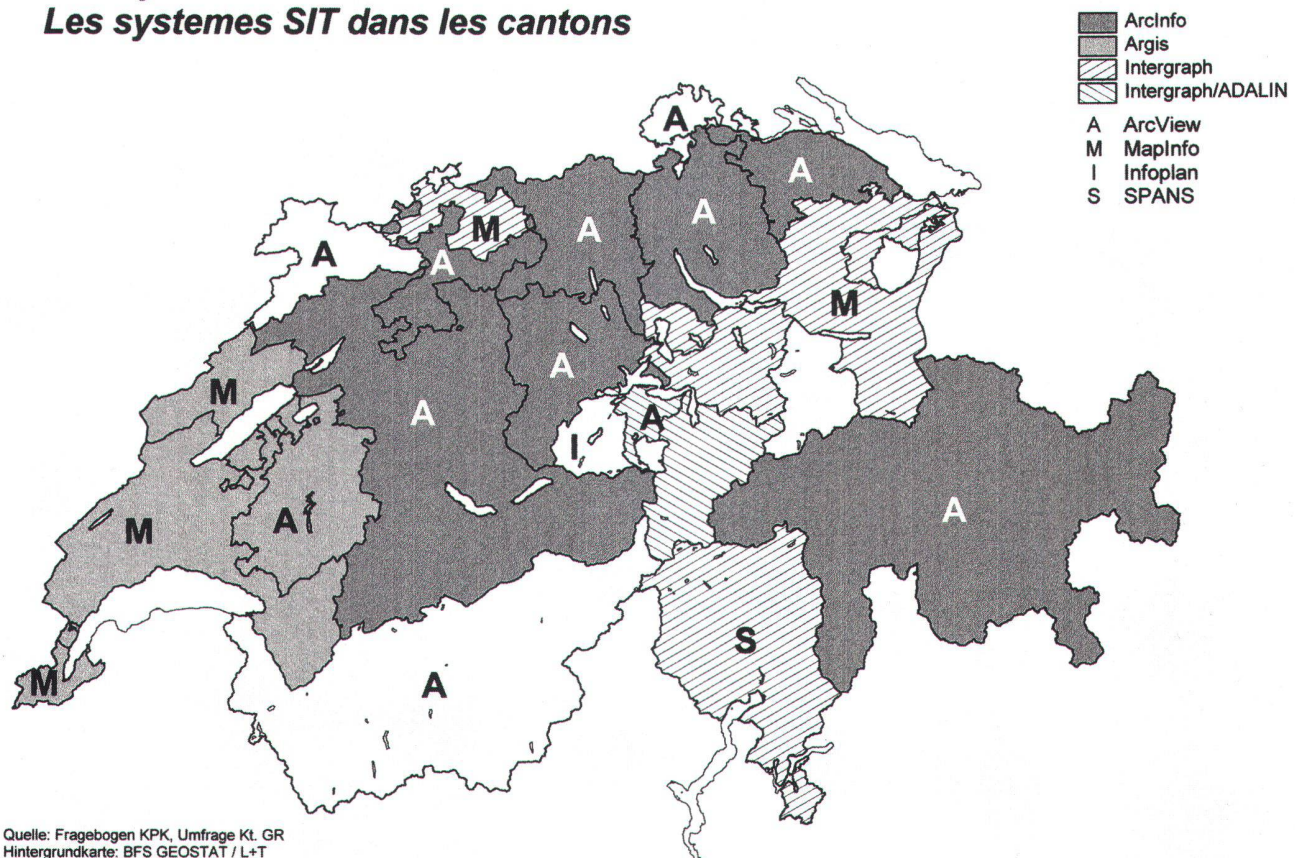 Les systemes SIT dans les cantons
ArcInfo
Argis
Intergraph
Intergraph/ADALIN
A ArcView
M MapInfo
I Infoplan
S SPANS
A
A
A
A
M
A
A
M
A
M
A
A
I
A
A
M
A
S
M
A
Quelle: Fragebogen KPK, Umfrage Kt. GR
Hintergrundkarte: BFS GEOSTAT / L+T